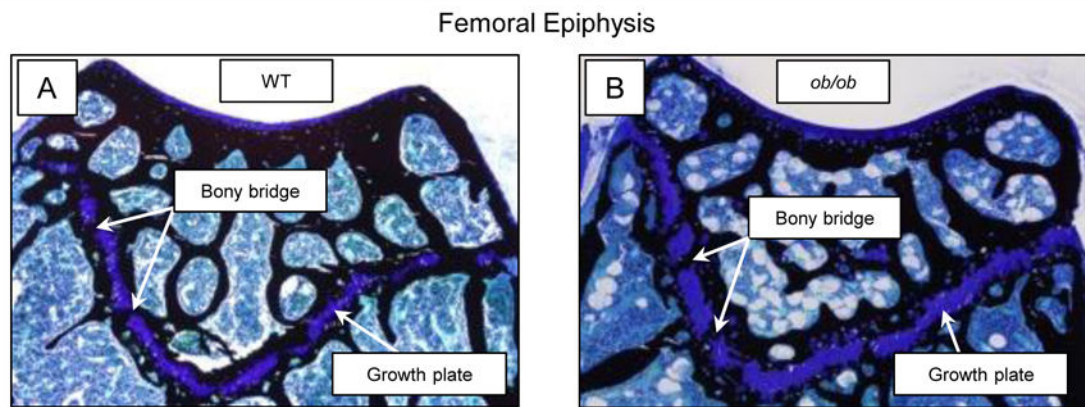 Femoral Epiphysis
A
WT
Bony bridge
Growth plate
B
ob/ob
Bony bridge
Growth plate